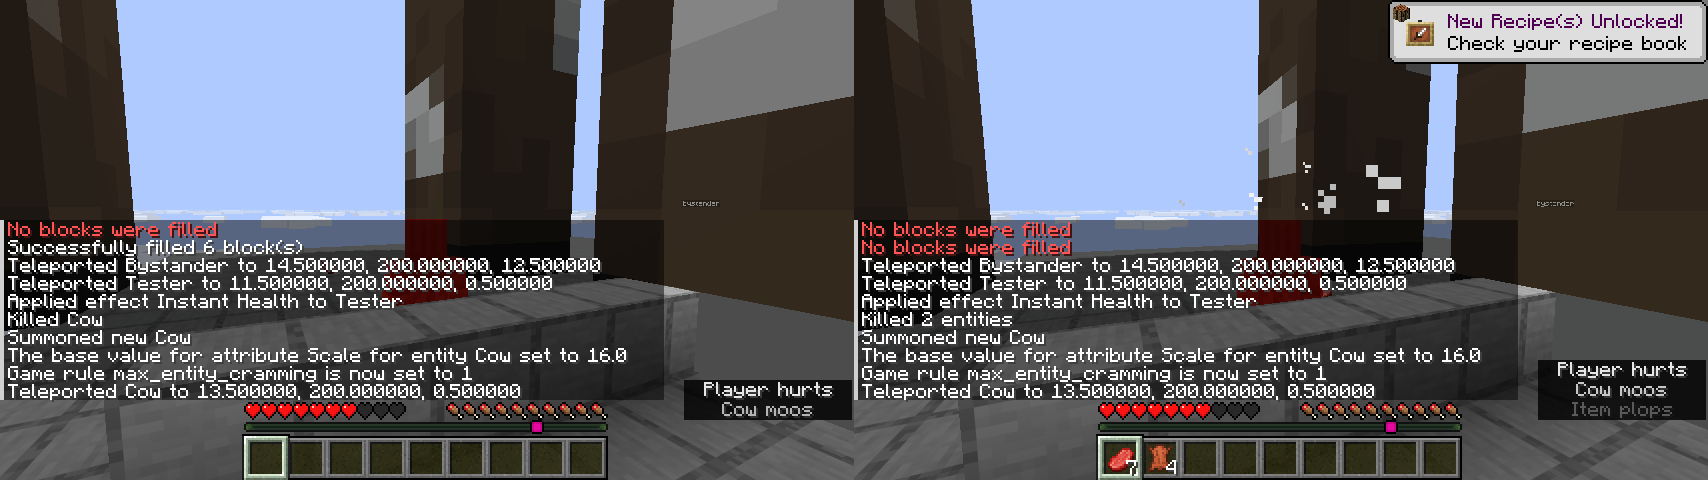 bystander
No blocks were filled
Successfully filled 6 block(s)
Teleported Bystander to 14.500000, 200.000000, 12.500000
Teleported Tester to 11.500000, 200.000000, 0.500000
Applied effect Instant Health to Tester
Killed Cow
Summoned new Cow
The base value for attribute Scale for entity Cow set to 16.0
Game rule max_entity_cramming is now set to 1
Teleported Cow to 13.500000, 200.000000, 0.500000
Player hurts
Cow moos
New Recipe(s) Unlocked!
Check your recipe book
bystander
No blocks were filled
No blocks were filled
Teleported Bystander to 14.500000, 200.000000, 12.500000
Teleported Tester to 11.500000, 200.000000, 0.500000
Applied effect Instant Health to Tester
Killed 2 entities
Summoned new Cow
The base value for attribute Scale for entity Cow set to 16.0
Game rule max_entity_cramming is now set to 1
Teleported Cow to 13.500000, 200.000000, 0.500000
Player hurts
Cow moos
Item plops
7 4